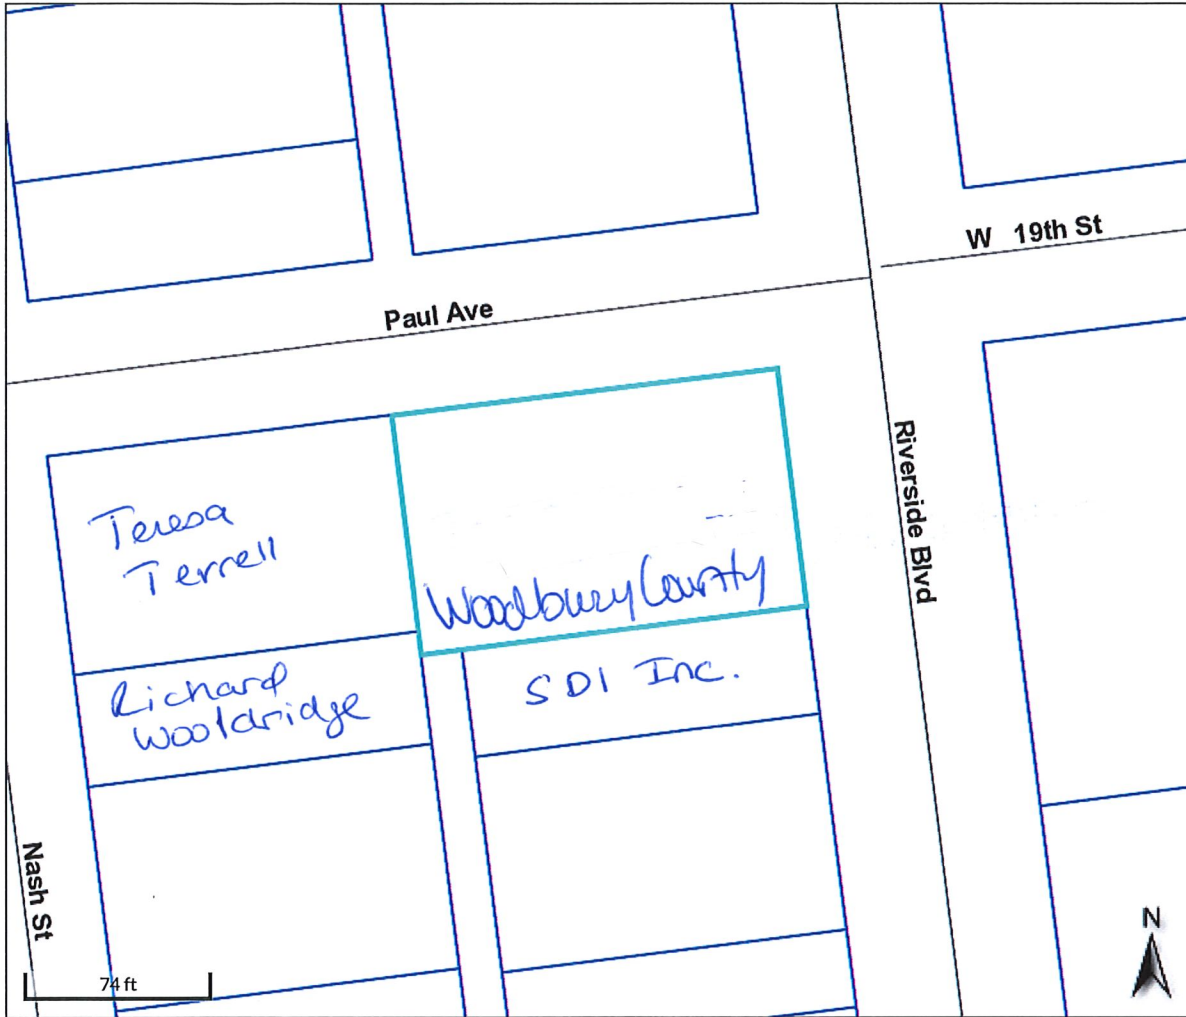 W 19th St
Paul Ave
Riverside Blvd
Teresa
Terrell
Woodbury County
Richard
Wooldridge
SDI Inc.
Nash St
74 ft
N